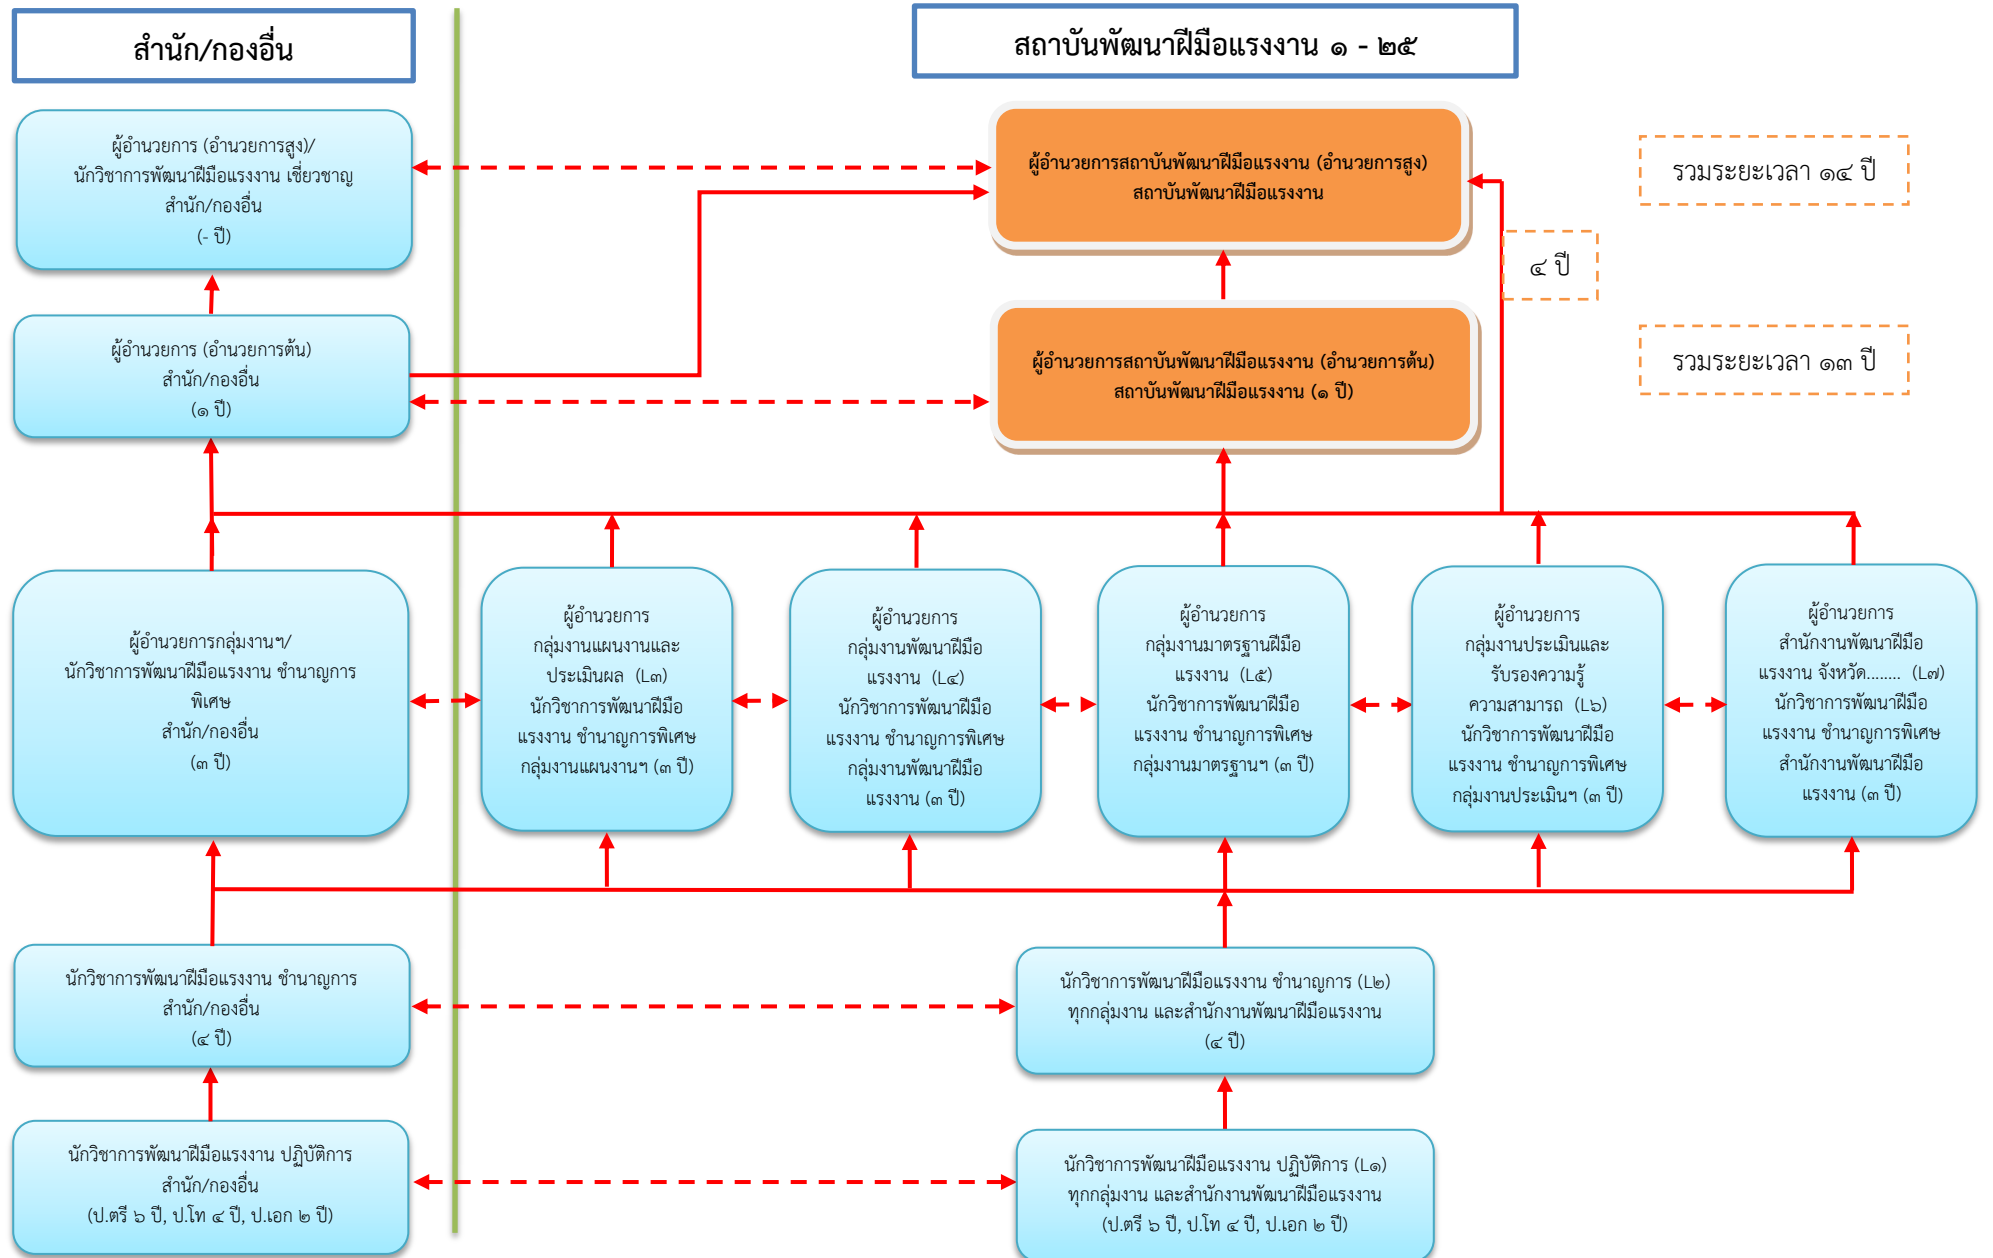 สำนัก/กองอื่น
สถาบันพัฒนาฝีมือแรงงาน ๑ - ๒๕
ผู้อำนวยการ (อำนวยการสูง)/
นักวิชาการพัฒนาฝีมือแรงงาน เชี่ยวชาญ
สำนัก/กองอื่น
(- ปี)
ผู้อำนวยการสถาบันพัฒนาฝีมือแรงงาน (อำนวยการสูง)
สถาบันพัฒนาฝีมือแรงงาน
รวมระยะเวลา ๑๔ ปี
๔ ปี
ผู้อำนวยการ (อำนวยการต้น)
สำนัก/กองอื่น
(๑ ปี)
ผู้อำนวยการสถาบันพัฒนาฝีมือแรงงาน (อำนวยการต้น)
สถาบันพัฒนาฝีมือแรงงาน (๑ ปี)
รวมระยะเวลา ๑๓ ปี
ผู้อำนวยการกลุ่มงานฯ/
นักวิชาการพัฒนาฝีมือแรงงาน ชำนาญการ
พิเศษ
สำนัก/กองอื่น
(๓ ปี)
ผู้อำนวยการ
กลุ่มงานแผนงานและ
ประเมินผล (L๓)
นักวิชาการพัฒนาฝีมือ
แรงงาน ชำนาญการพิเศษ
กลุ่มงานแผนงานฯ (๓ ปี)
ผู้อำนวยการ
กลุ่มงานพัฒนาฝีมือ
แรงงาน (L๔)
นักวิชาการพัฒนาฝีมือ
แรงงาน ชำนาญการพิเศษ
กลุ่มงานพัฒนาฝีมือ
แรงงาน (๓ ปี)
ผู้อำนวยการ
กลุ่มงานมาตรฐานฝีมือ
แรงงาน (L๕)
นักวิชาการพัฒนาฝีมือ
แรงงาน ชำนาญการพิเศษ
กลุ่มงานมาตรฐานฯ (๓ ปี)
ผู้อำนวยการ
กลุ่มงานประเมินและ
รับรองความรู้
ความสามารถ (L๖)
นักวิชาการพัฒนาฝีมือ
แรงงาน ชำนาญการพิเศษ
กลุ่มงานประเมินฯ (๓ ปี)
ผู้อำนวยการ
สำนักงานพัฒนาฝีมือ
แรงงาน จังหวัด........ (L๗)
นักวิชาการพัฒนาฝีมือ
แรงงาน ชำนาญการพิเศษ
สำนักงานพัฒนาฝีมือ
แรงงาน (๓ ปี)
นักวิชาการพัฒนาฝีมือแรงงาน ชำนาญการ
สำนัก/กองอื่น
(๔ ปี)
นักวิชาการพัฒนาฝีมือแรงงาน ชำนาญการ (L๒)
ทุกกลุ่มงาน และสำนักงานพัฒนาฝีมือแรงงาน
(๔ ปี)
นักวิชาการพัฒนาฝีมือแรงงาน ปฏิบัติการ
สำนัก/กองอื่น
(ป.ตรี ๖ ปี, ป.โท ๔ ปี, ป.เอก ๒ ปี)
นักวิชาการพัฒนาฝีมือแรงงาน ปฏิบัติการ (L๑)
ทุกกลุ่มงาน และสำนักงานพัฒนาฝีมือแรงงาน
(ป.ตรี ๖ ปี, ป.โท ๔ ปี, ป.เอก ๒ ปี)